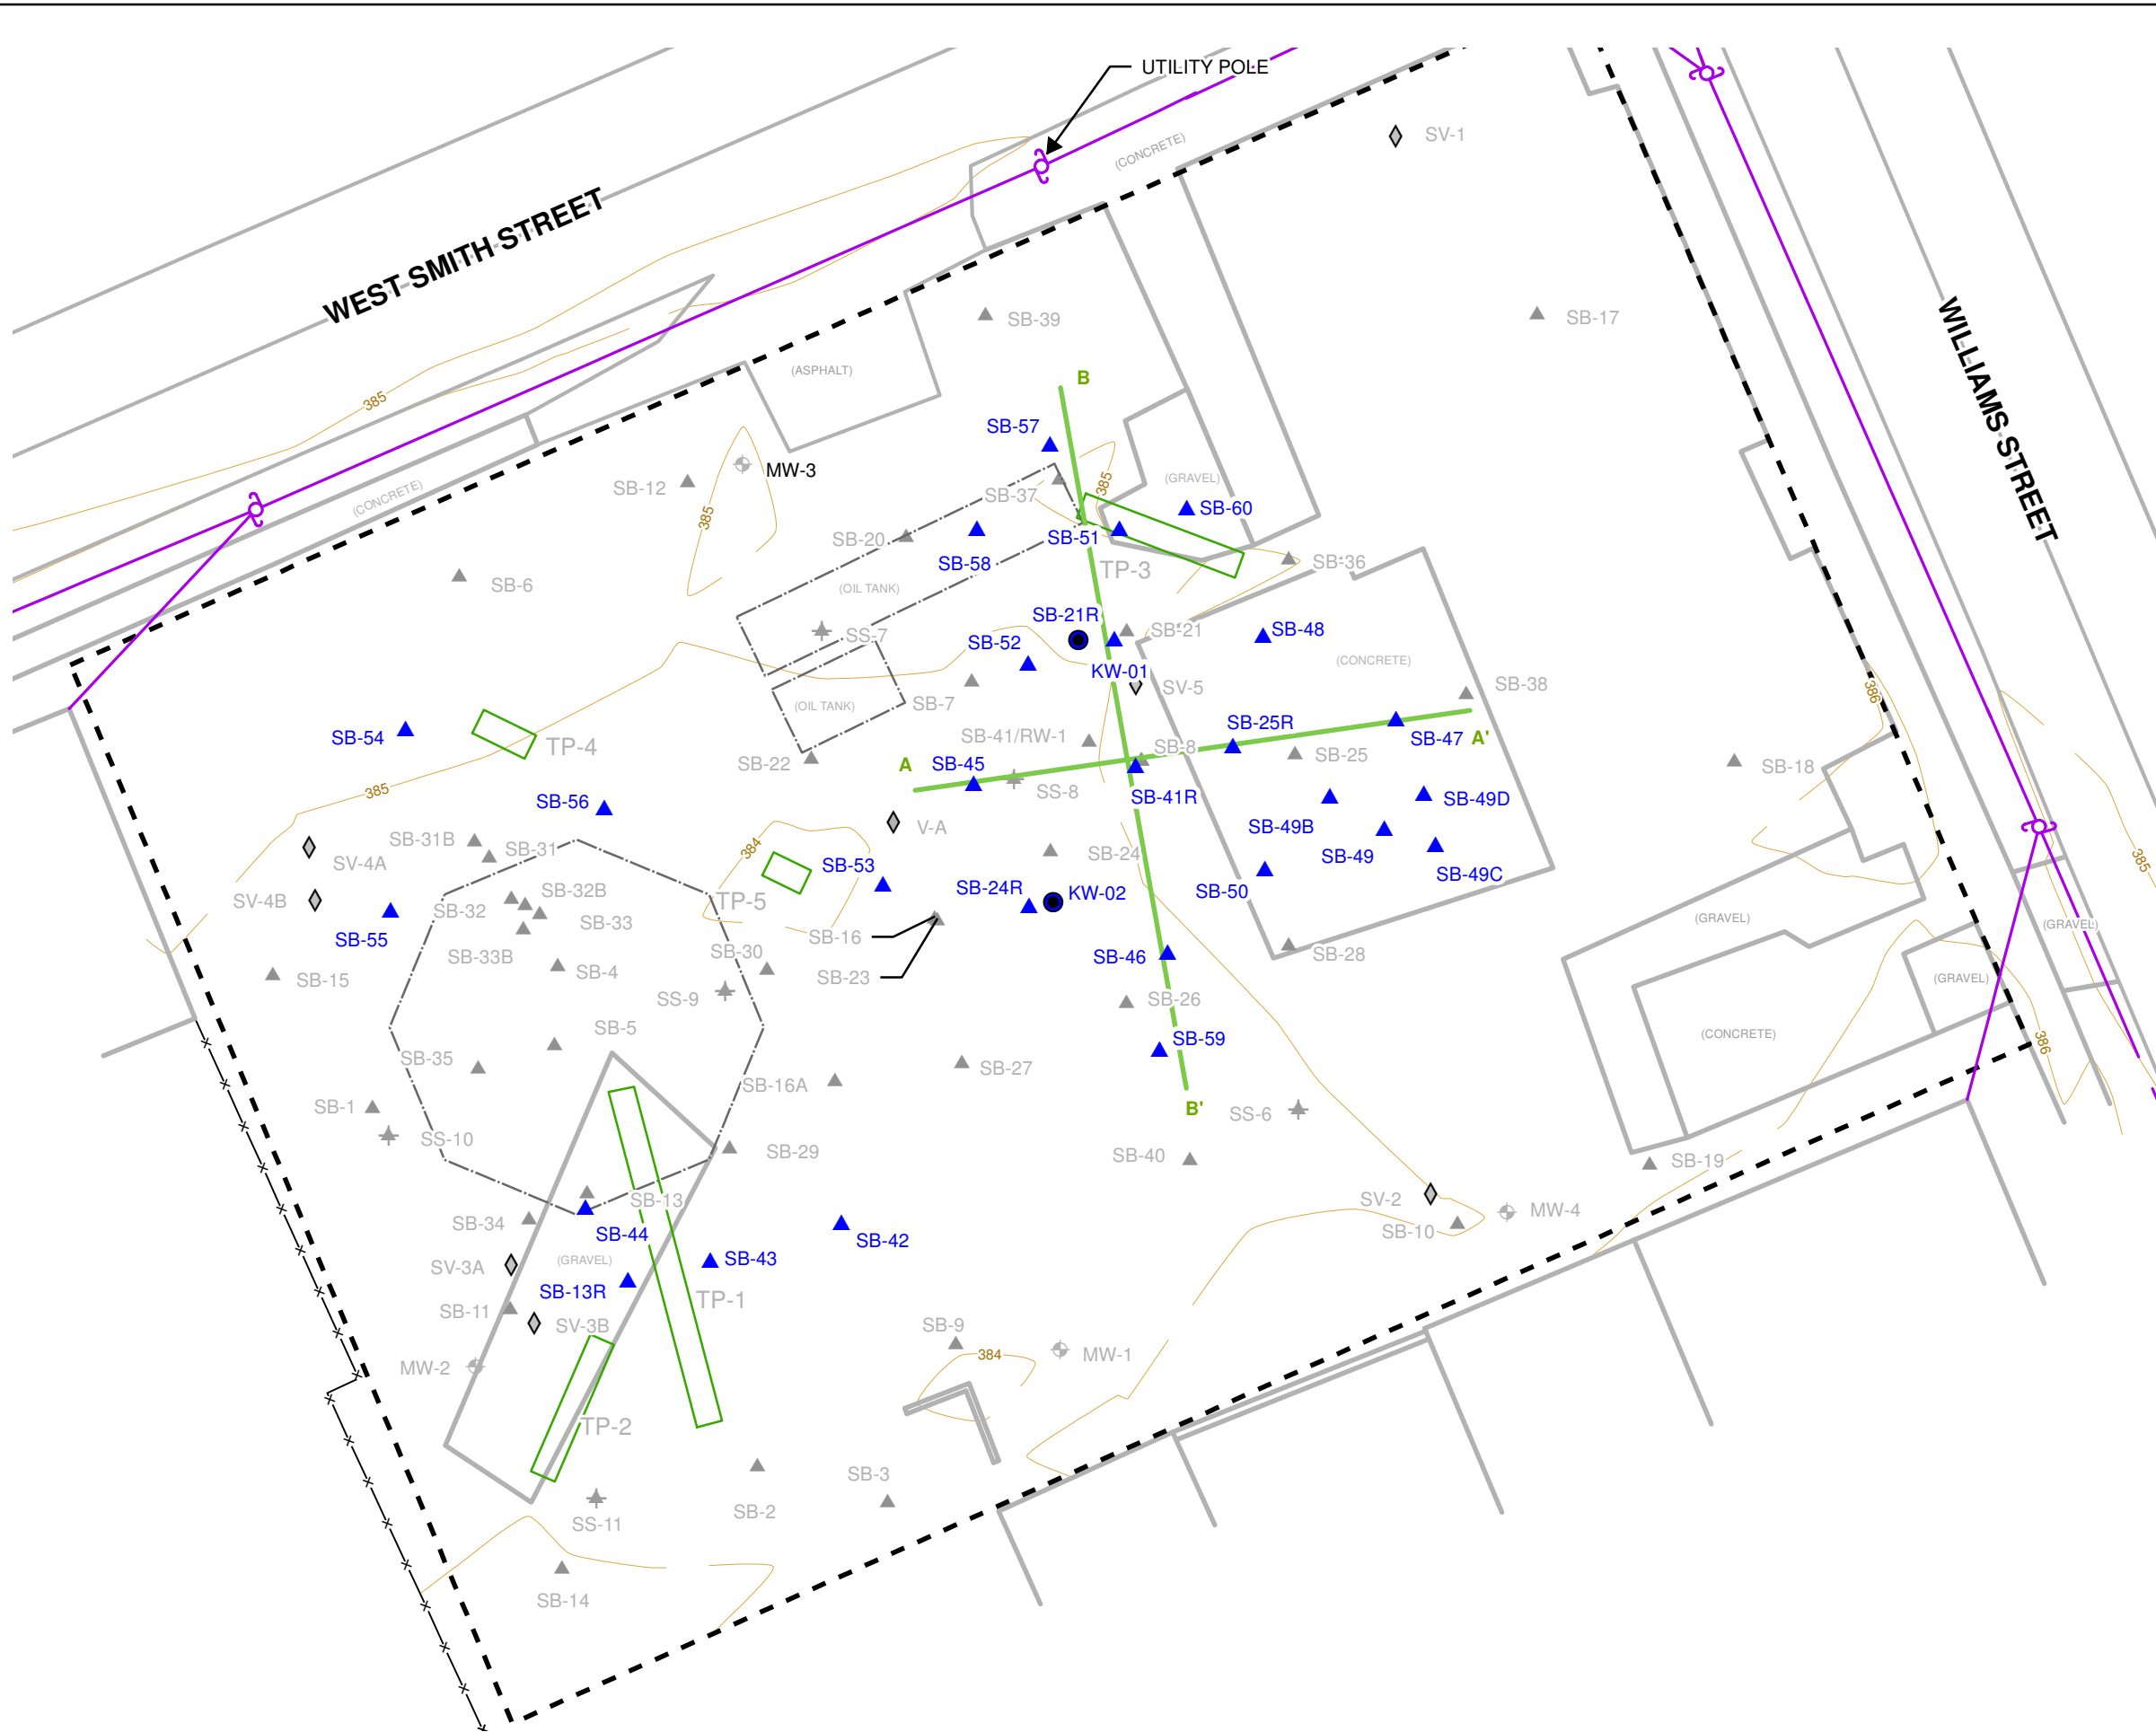 UTILITY POLE
SV-1
(CONCRETE)
WEST SMITH STREET
WILLIAMS STREET
SB-39
SB-17
(ASPHALT)
B
385
SB-57
MW-3
SB-12
(GRAVEL)
385
SB-37
385
(CONCRETE)
SB-60
SB-20
SB-51
SB-58
SB-36
TP-3
SB-6
(OIL TANK)
SB-21R
SB-21
SB-48
SS-7
SB-52
(CONCRETE)
KW-01
SV-5
SB-38
386
SB-7
(OIL TANK)
SB-25R
SB-54
SB-41/RW-1
SB-47
A'
TP-4
SB-8
SB-25
A
SB-45
SB-22
SB-18
385
SS-8
SB-41R
SB-49D
SB-56
V-A
SB-49B
SB-31B
384
SB-31
SB-24
SB-49
385
SV-4A
SB-53
SB-49C
SB-32B
SB-24R
KW-02
SB-50
SV-4B
TP-5
SB-32
SB-33
(GRAVEL)
(GRAVEL)
SB-55
SB-16
SB-30
SB-33B
SB-46
SB-28
SB-4
SB-23
SB-15
(GRAVEL)
SS-9
SB-26
SB-5
(CONCRETE)
SB-59
386
SB-35
SB-27
SB-16A
SB-1
B'
SS-6
SS-10
SB-29
SB-40
SB-19
SB-13
SV-2
MW-4
SB-34
SB-44
SB-10
SB-42
(GRAVEL)
SB-43
SV-3A
SB-13R
TP-1
SB-11
SV-3B
SB-9
384
MW-1
MW-2
TP-2
SB-3
SB-2
SS-11
SB-14